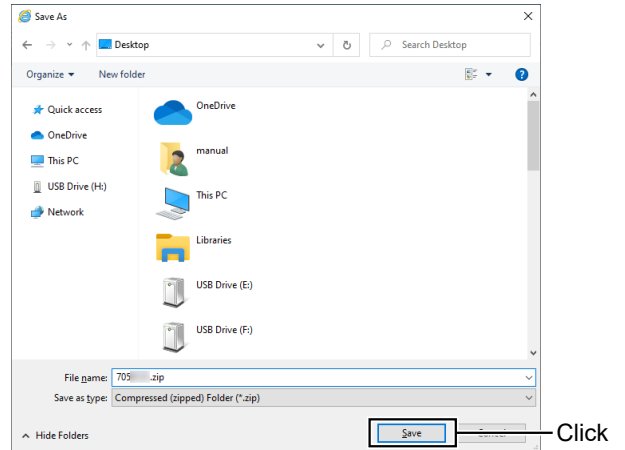 Save As
Desktop
Search Desktop
Organize
New folder
Quick access
OneDrive
This PC
USB Drive (H:)
Network
OneDrive
manual
This PC
Libraries
USB Drive (E:)
USB Drive (F:)
File name: 705 .zip
Save as type: Compressed (zipped) Folder (*.zip)
Hide Folders
Save
Click